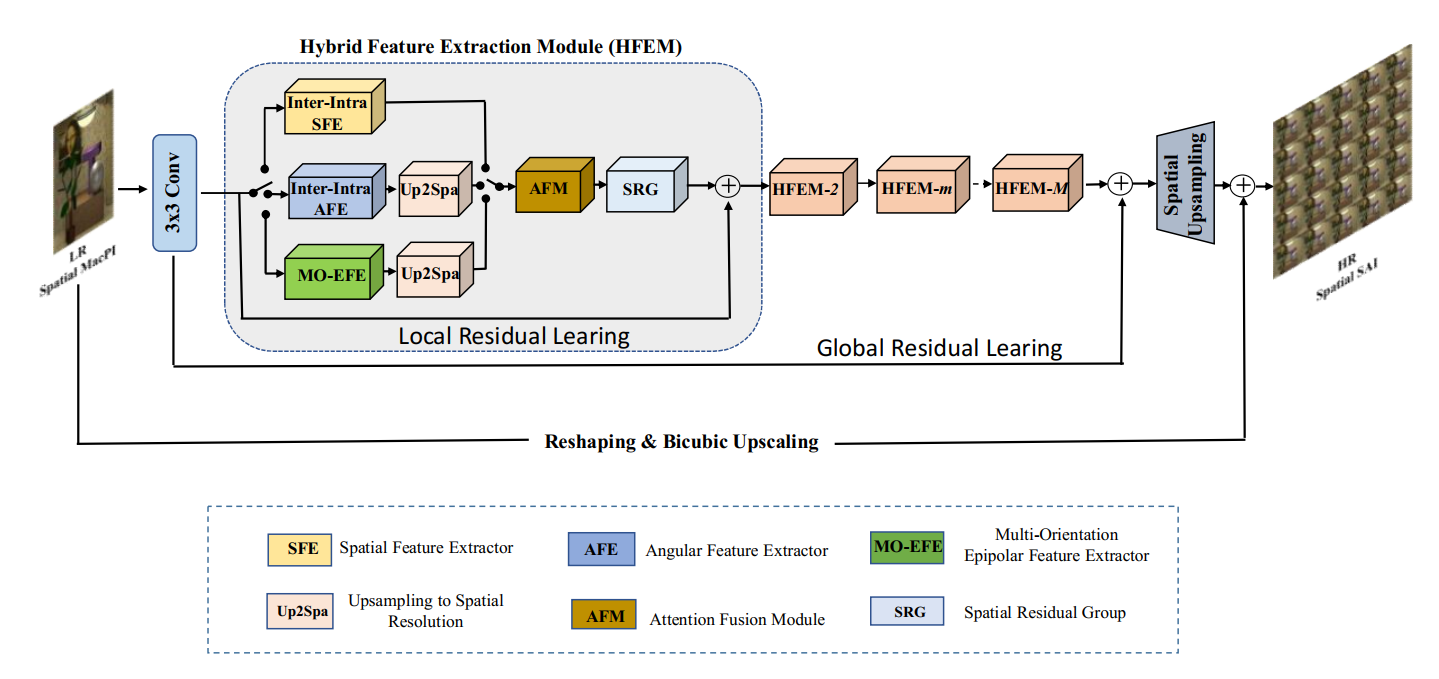 Hybrid Feature Extraction Module (HFEM)
LR
Spatial MacPI
3x3 Conv
Inter-Intra
SFE
Inter-Intra
AFE
Up2Spa
MO-EFE
Up2Spa
AFM
SRG
Local Residual Learing
HFEM-2
HFEM-m
HFEM-M
Global Residual Learing
Spatial
Upsampling
HR
Spatial SAI
Reshaping & Bicubic Upscaling
SFE
Spatial Feature Extractor
AFE
Angular Feature Extractor
MO-EFE
Multi-Orientation
Epipolar Feature Extractor
Up2Spa
Upsampling to Spatial
Resolution
AFM
Attention Fusion Module
SRG
Spatial Residual Group